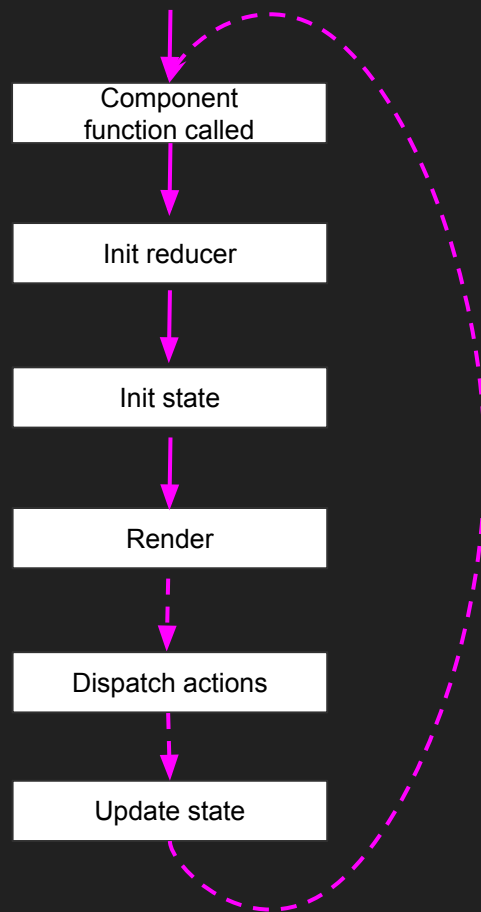 Component
function called
Init reducer
Init state
Render
Dispatch actions
Update state